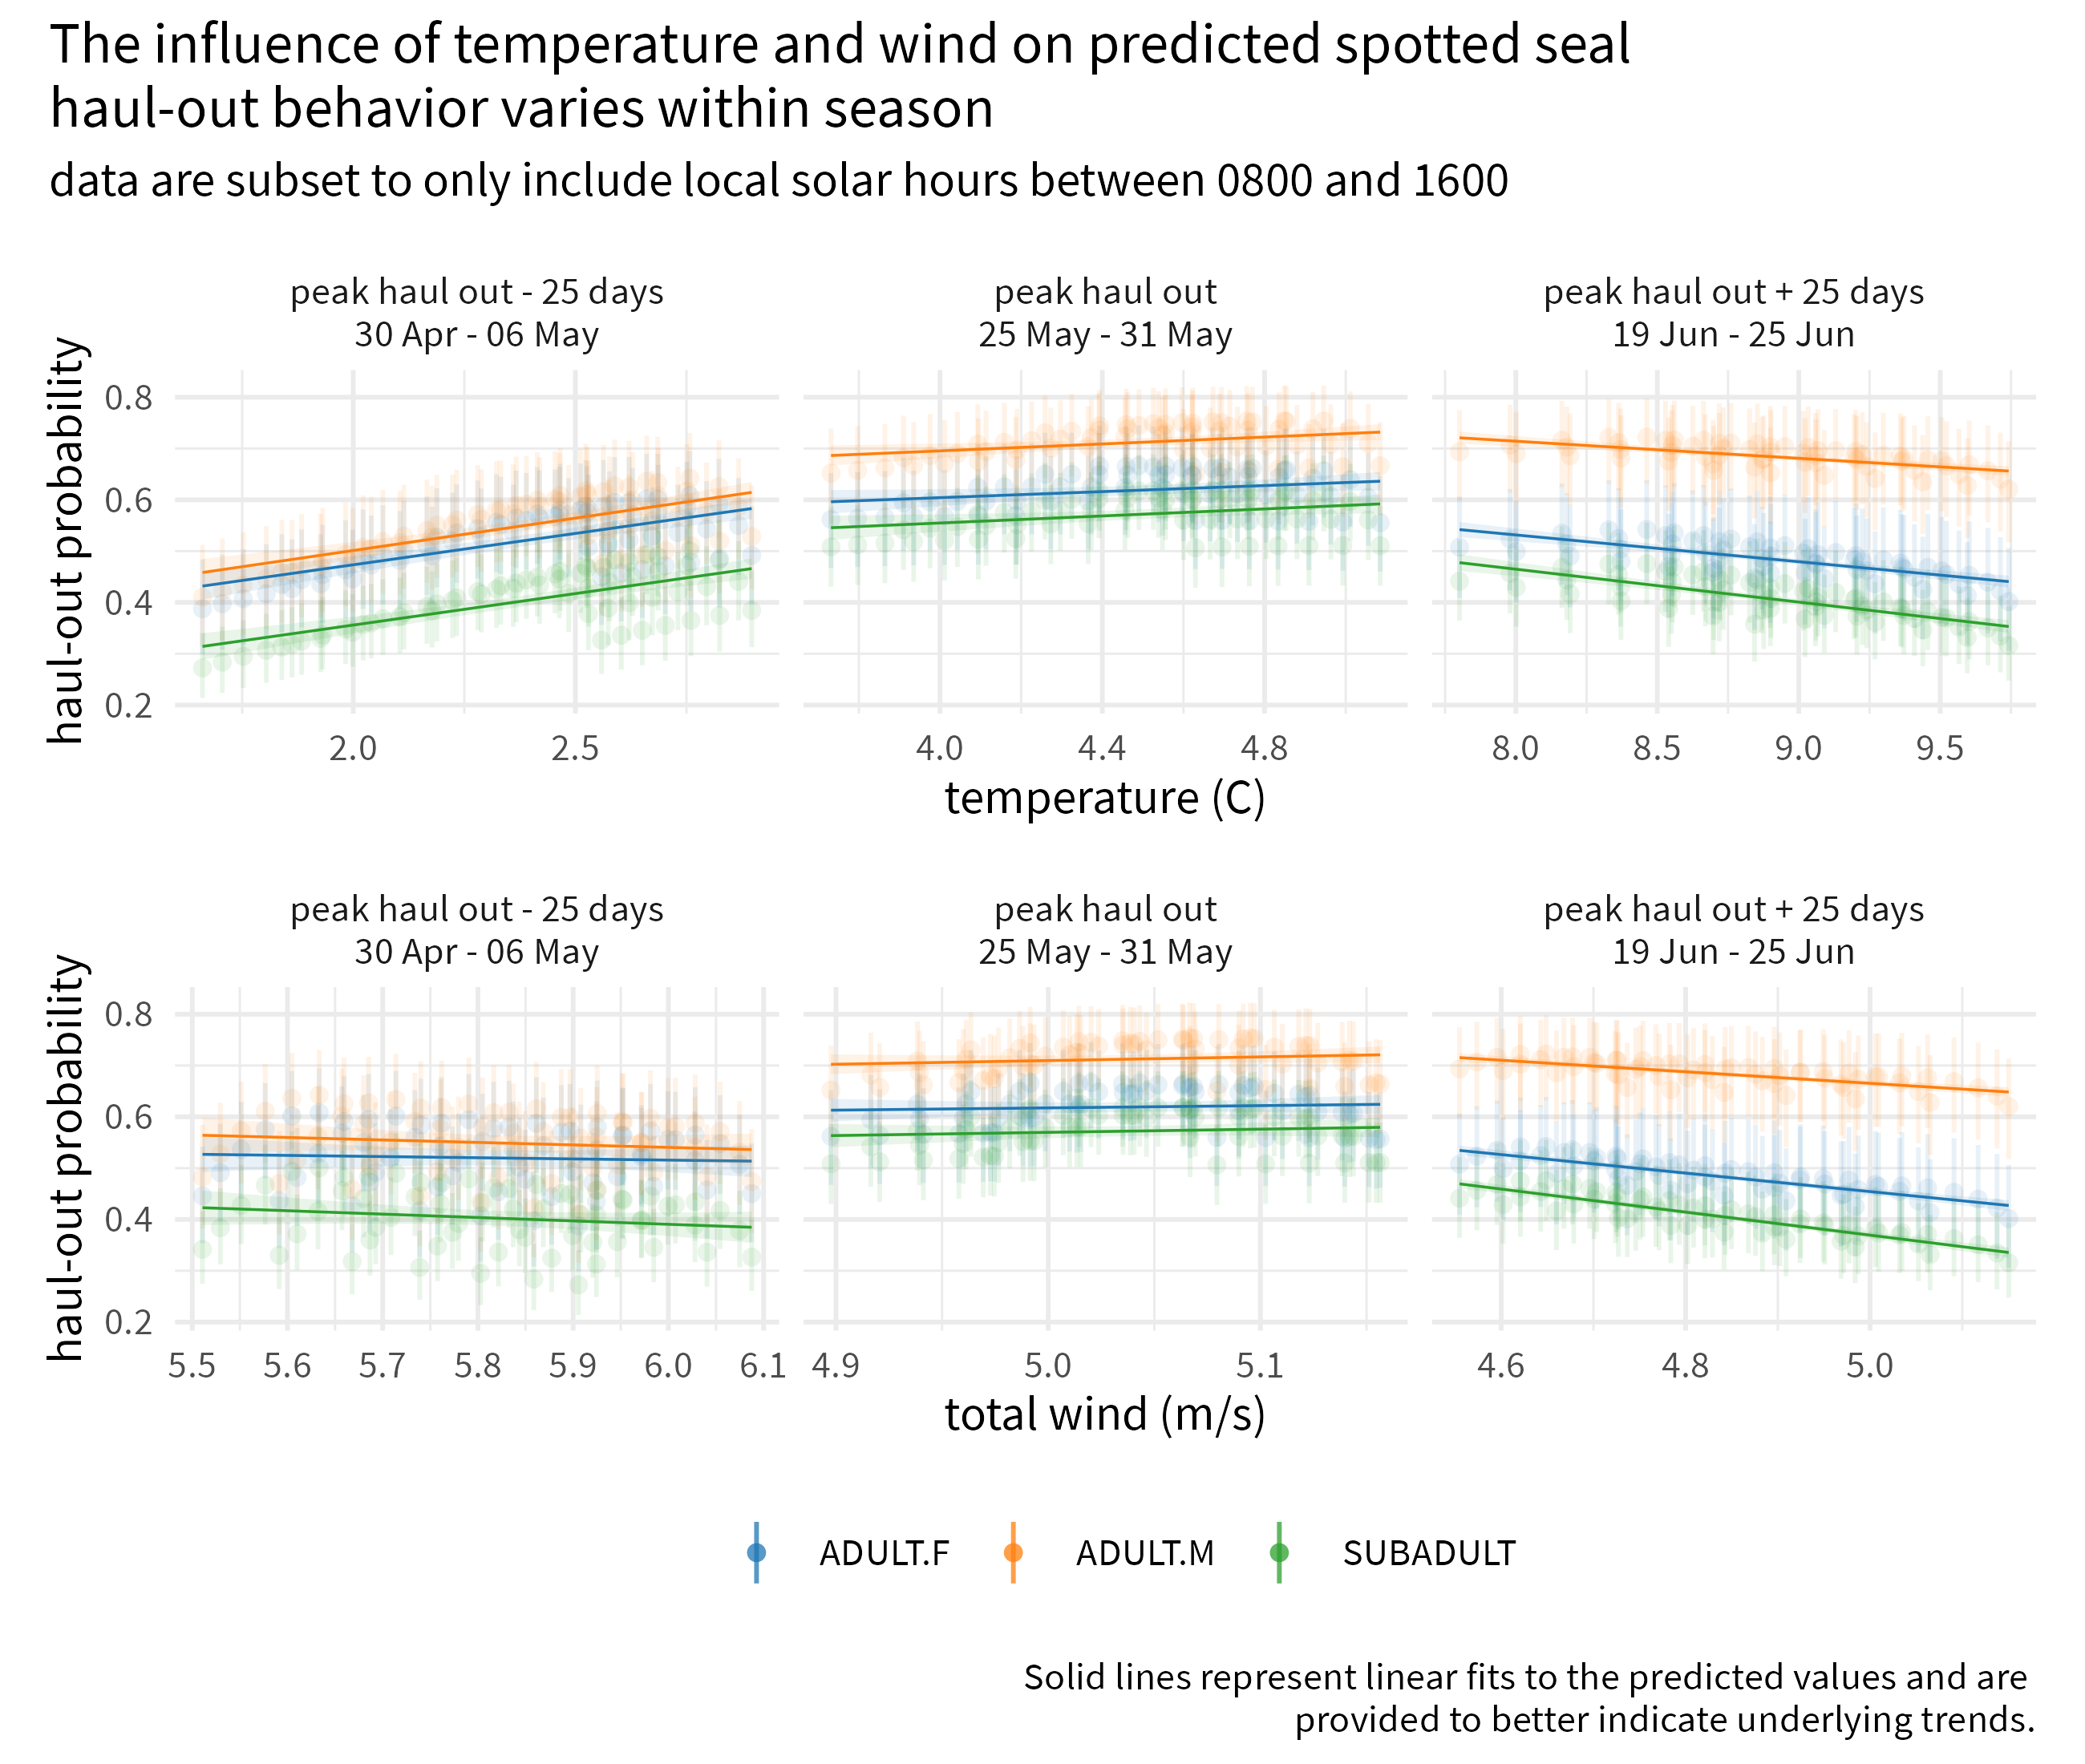 The influence of temperature and wind on predicted spotted seal
haul-out behavior varies within season
data are subset to only include local solar hours between 0800 and 1600
peak haul out - 25 days
30 Apr - 06 May
peak haul out
25 May - 31 May
peak haul out + 25 days
19 Jun - 25 Jun
haul-out probability
0.8
0.6
0.4
0.2
2.0 2.5
4.0 4.4 4.8
8.0 8.5 9.0 9.5
temperature (C)
peak haul out - 25 days
30 Apr - 06 May
peak haul out
25 May - 31 May
peak haul out + 25 days
19 Jun - 25 Jun
haul-out probability
0.8
0.6
0.4
0.2
5.5 5.6 5.7 5.8 5.9 6.0 6.1
4.9 5.0 5.1
4.6 4.8 5.0
total wind (m/s)
ADULT.F ADULT.M SUBADULT
Solid lines represent linear fits to the predicted values and are
provided to better indicate underlying trends.